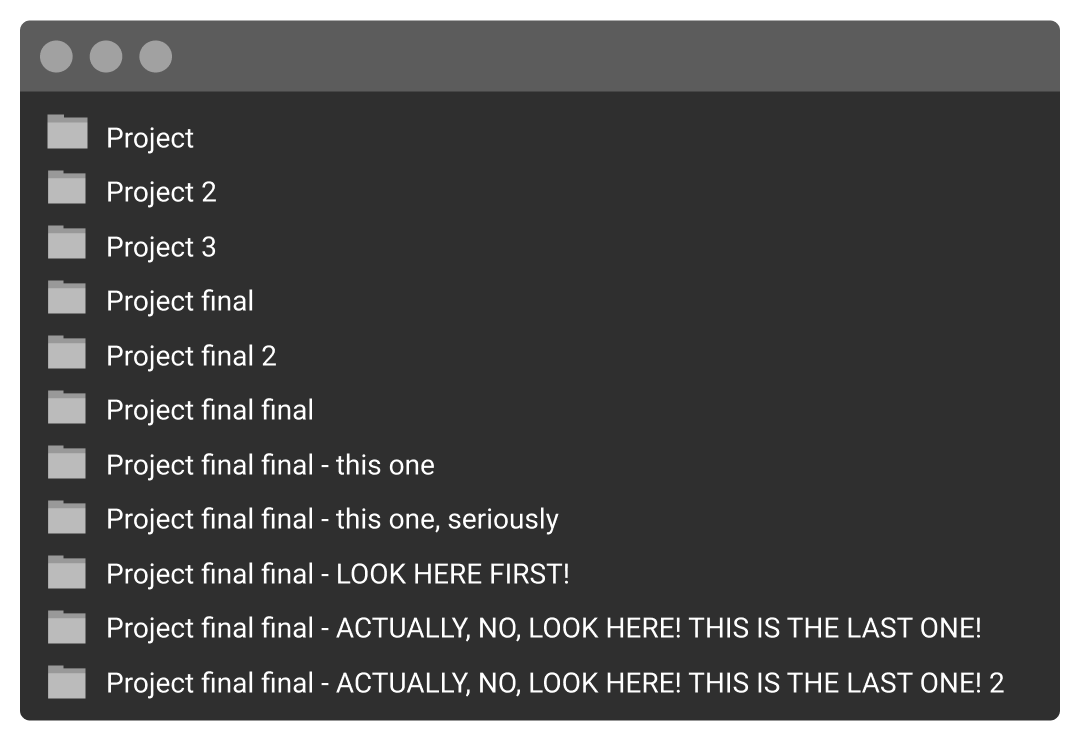 Project
Project 2
Project 3
Project final
Project final 2
Project final final
Project final final - this one
Project final final - this one, seriously
Project final final - LOOK HERE FIRST!
Project final final - ACTUALLY, NO, LOOK HERE! THIS IS THE LAST ONE!
Project final final - ACTUALLY, NO, LOOK HERE! THIS IS THE LAST ONE! 2